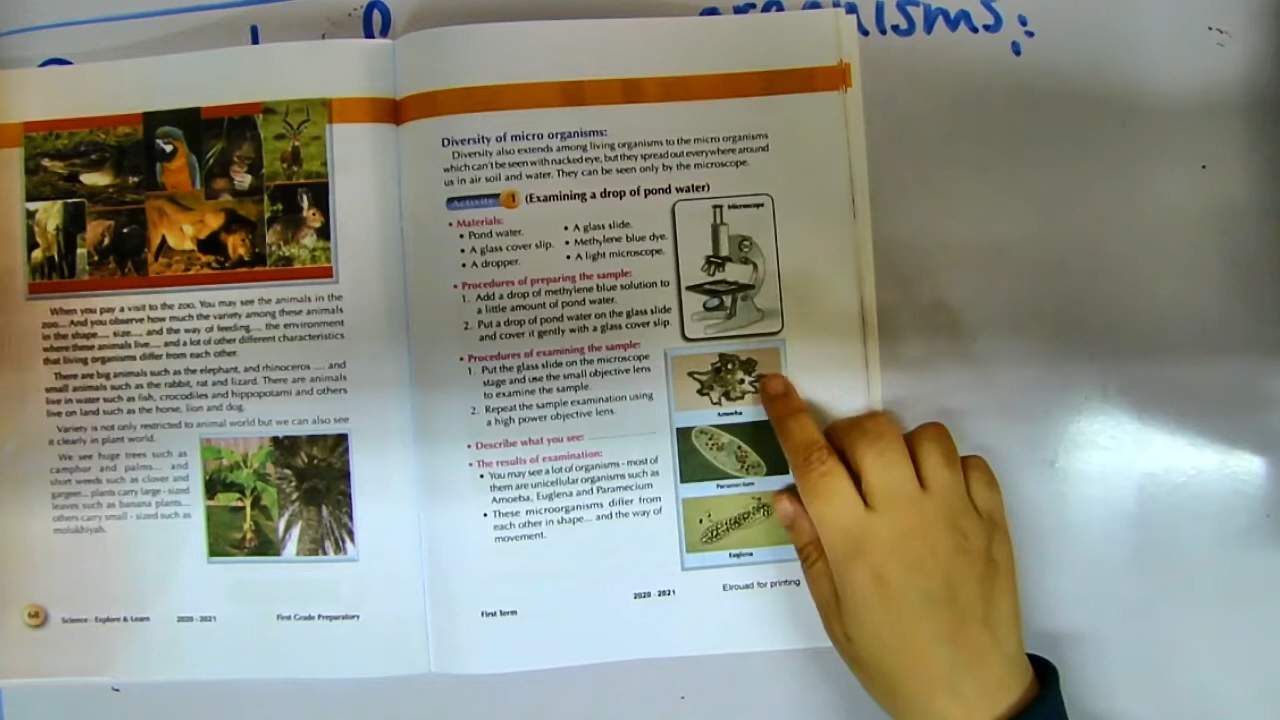 organisms:
When you pay a visit to the zoo. You may see the animals in the
zoo.... And you observe how much the variety among these animals
in the shape..., size..., and the way of feeding.... the environment
where these animals live.... and a lot of other different characteristics
that living organisms differ from each other.
There are big animals such as the elephant, and rhinoceros .... and
small animals such as the rabbit, rat and lizard. There are animals
live in water such as fish, crocodiles and hippopotami and others
live on land such as the horse, lion and dog.
Variety is not only restricted to animal world but we can also see
it clearly in plant world.
We see huge trees such as
camphor and palms.... and
short weeds such as clover and
gargeer... plants carry large - sized
leaves such as banana plants...
others carry small - sized such as
molukhiyah.
68
Science - Explore & Learn
2020 - 2021
First Grade Preparatory
Diversity of micro organisms:
Diversity also extends among living organisms to the micro organisms
which can't be seen with nacked eye, but they spread out everywhere around
us in air soil and water. They can be seen only by the microscope.
Activity 1 (Examining a drop of pond water)
• Materials:
• Pond water.
• A glass slide.
• A glass cover slip.
• Methylene blue dye.
• A dropper.
• A light microscope.
Microscope
• Procedures of preparing the sample:
1. Add a drop of methylene blue solution to
a little amount of pond water.
2. Put a drop of pond water on the glass slide
and cover it gently with a glass cover slip.
• Procedures of examining the sample:
1. Put the glass slide on the microscope
stage and use the small objective lens
to examine the sample.
2. Repeat the sample examination using
a high power objective lens.
• Describe what you see:
• The results of examination:
• You may see a lot of organisms - most of
them are unicellular organisms such as
Amoeba, Euglena and Paramecium
• These microorganisms differ from
each other in shape.... and the way of
movement.
Amoeba
Paramecium
Euglena
First Term
2020 - 2021
Elrouad for printing